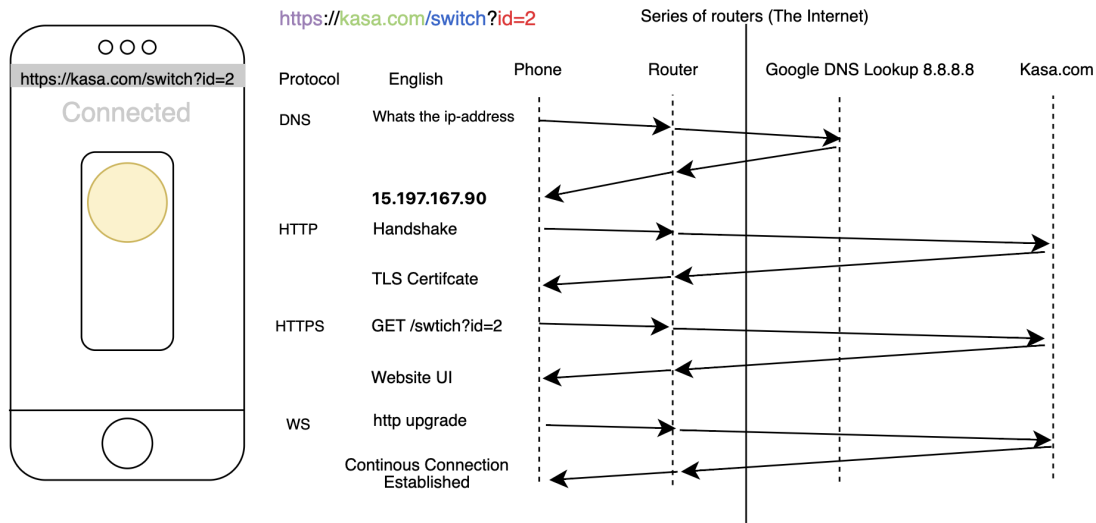 https://kasa.com/switch?id=2
Series of routers (The Internet)
https://kasa.com/switch?id=2
Connected
Protocol English Phone Router Google DNS Lookup 8.8.8.8 Kasa.com
DNS Whats the ip-address
15.197.167.90
HTTP Handshake
TLS Certifcate
HTTPS GET /swtich?id=2
Website UI
WS http upgrade
Continous Connection
Established